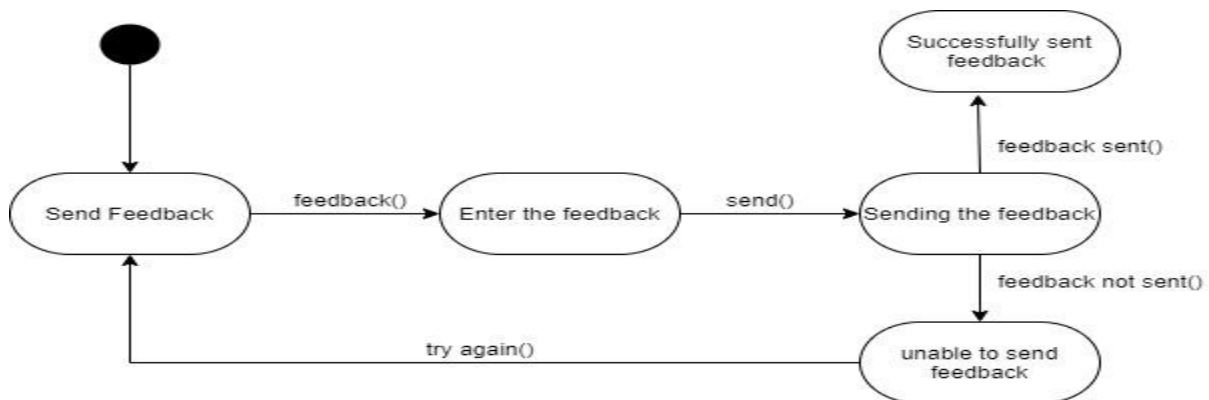 Successfully sent
feedback
feedback sent()
Send Feedback
feedback()
Enter the feedback
send()
Sending the feedback
feedback not sent()
try again()
unable to send
feedback